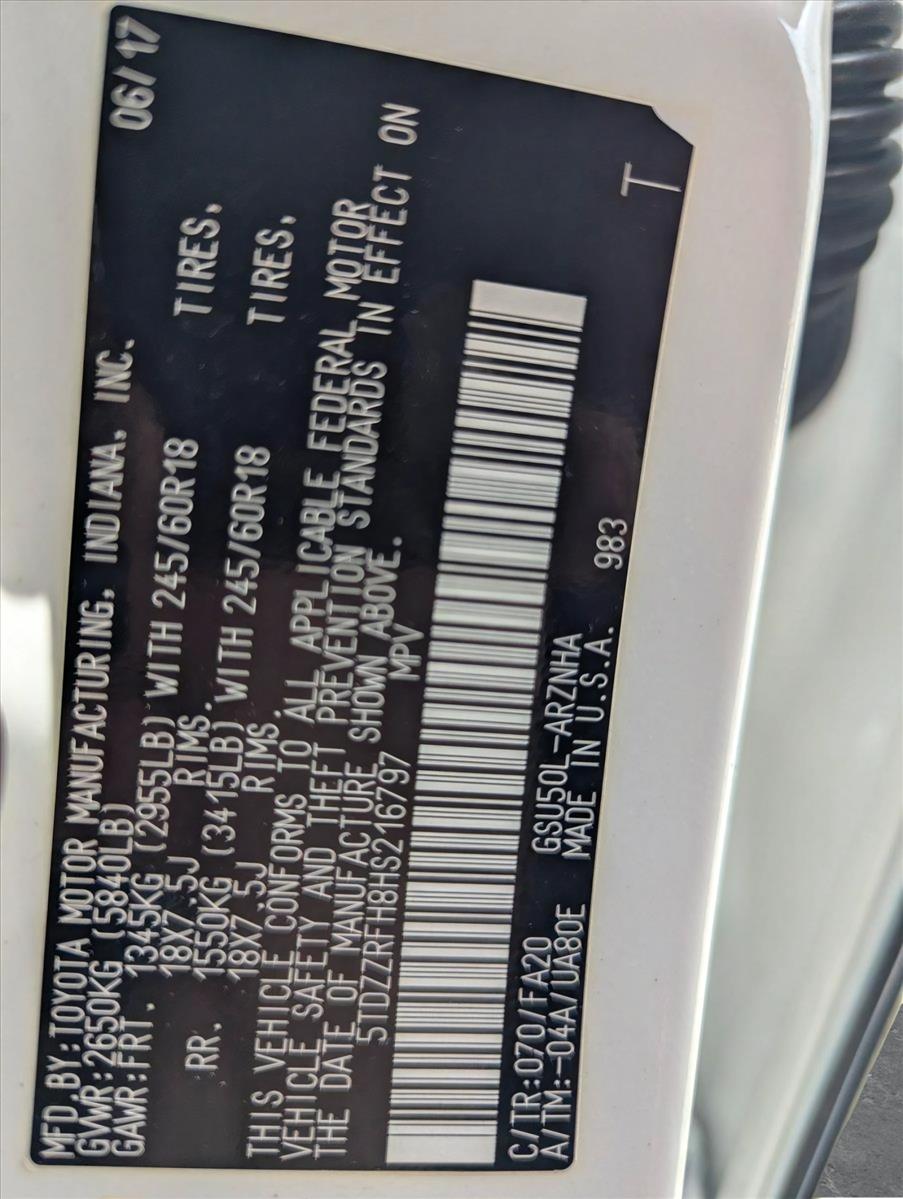 MFD.BY:TOYOTA MOTOR MANUFACTURING, INDIANA, INC. 06/17
GVWR:2650KG (5840LB)
GAWR:FRT. 1345KG (2955LB) WITH 245/60R18 TIRES,
18X7.5J RIMS.
RR. 1550KG (3415LB) WITH 245/60R18 TIRES,
18X7.5J RIMS.
THIS VEHICLE CONFORMS TO ALL APPLICABLE FEDERAL MOTOR
VEHICLE SAFETY AND THEFT PREVENTION STANDARDS IN EFFECT ON
THE DATE OF MANUFACTURE SHOWN ABOVE.
5TDZZRFH8HS216797 MPV
C/TR:070/FA20 GSU50L-ARZNHA
A/TM:-04A/UA80E MADE IN U.S.A. 983
T